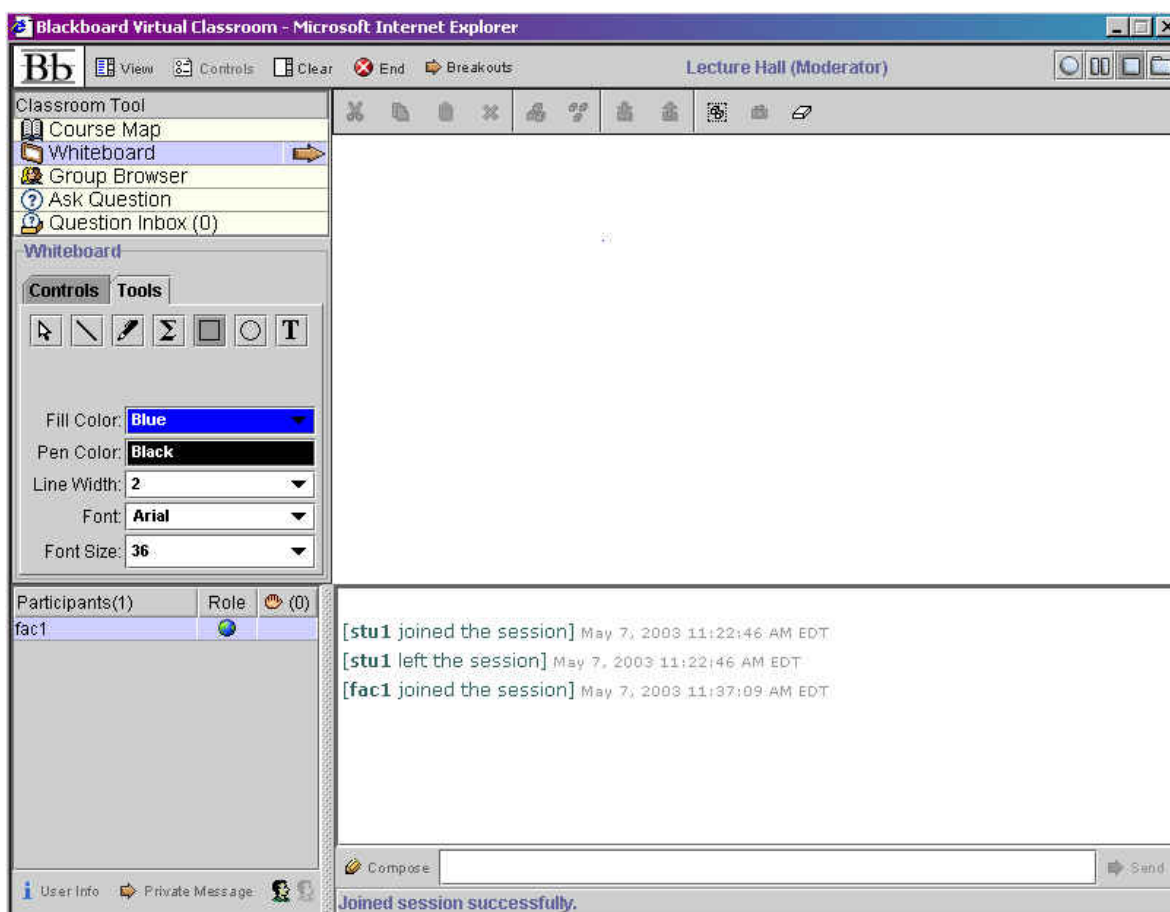 Blackboard Virtual Classroom - Microsoft Internet Explorer
Bb View Controls Clear End Breakouts Lecture Hall (Moderator)
Classroom Tool
Course Map
Whiteboard
Group Browser
Ask Question
Question Inbox (0)
Whiteboard
Controls Tools
Σ T
Fill Color: Blue
Pen Color: Black
Line Width: 2
Font: Arial
Font Size: 36
Participants(1) Role (0)
fac1
[stu1 joined the session] May 7, 2003 11:22:46 AM EDT
[stu1 left the session] May 7, 2003 11:22:46 AM EDT
[fac1 joined the session] May 7, 2003 11:37:09 AM EDT
Compose Send
User Info Private Message
Joined session successfully.